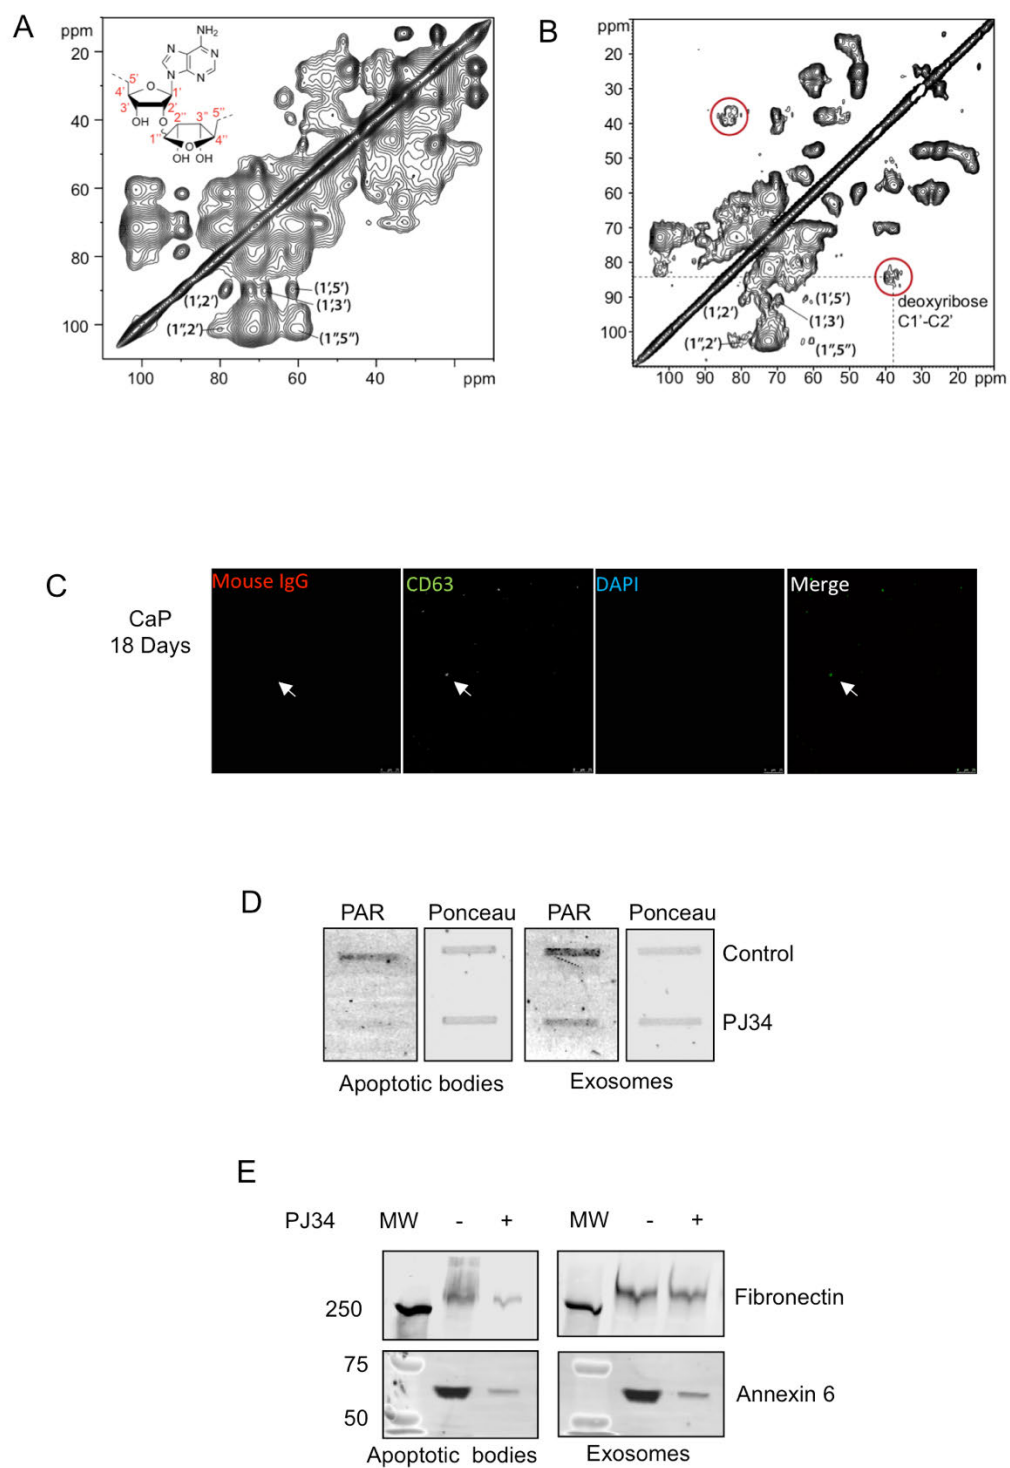 A
ppm
20
40
60
80
100
100
80
60
40
ppm
NH₂
N
N
N
N
5'
O
4'
1'
3'
2'
OH
O
2''
3''
5''
1''
O
4''
OH OH
(1',2')
(1',5')
(1',3')
(1'',2')
(1'',5'')
B
ppm
20
30
40
50
60
70
80
90
100
100 90 80 70 60 50 40 30 20 ppm
(1',2')
(1',5')
(1',3')
(1'',2')
(1'',5'')
deoxyribose
C1'-C2'
C
CaP
18 Days
Mouse IgG
CD63
DAPI
Merge
D
PAR
Ponceau
PAR
Ponceau
Control
PJ34
Apoptotic bodies
Exosomes
E
PJ34
MW - +
MW - +
250
Fibronectin
75
50
Annexin 6
Apoptotic bodies
Exosomes